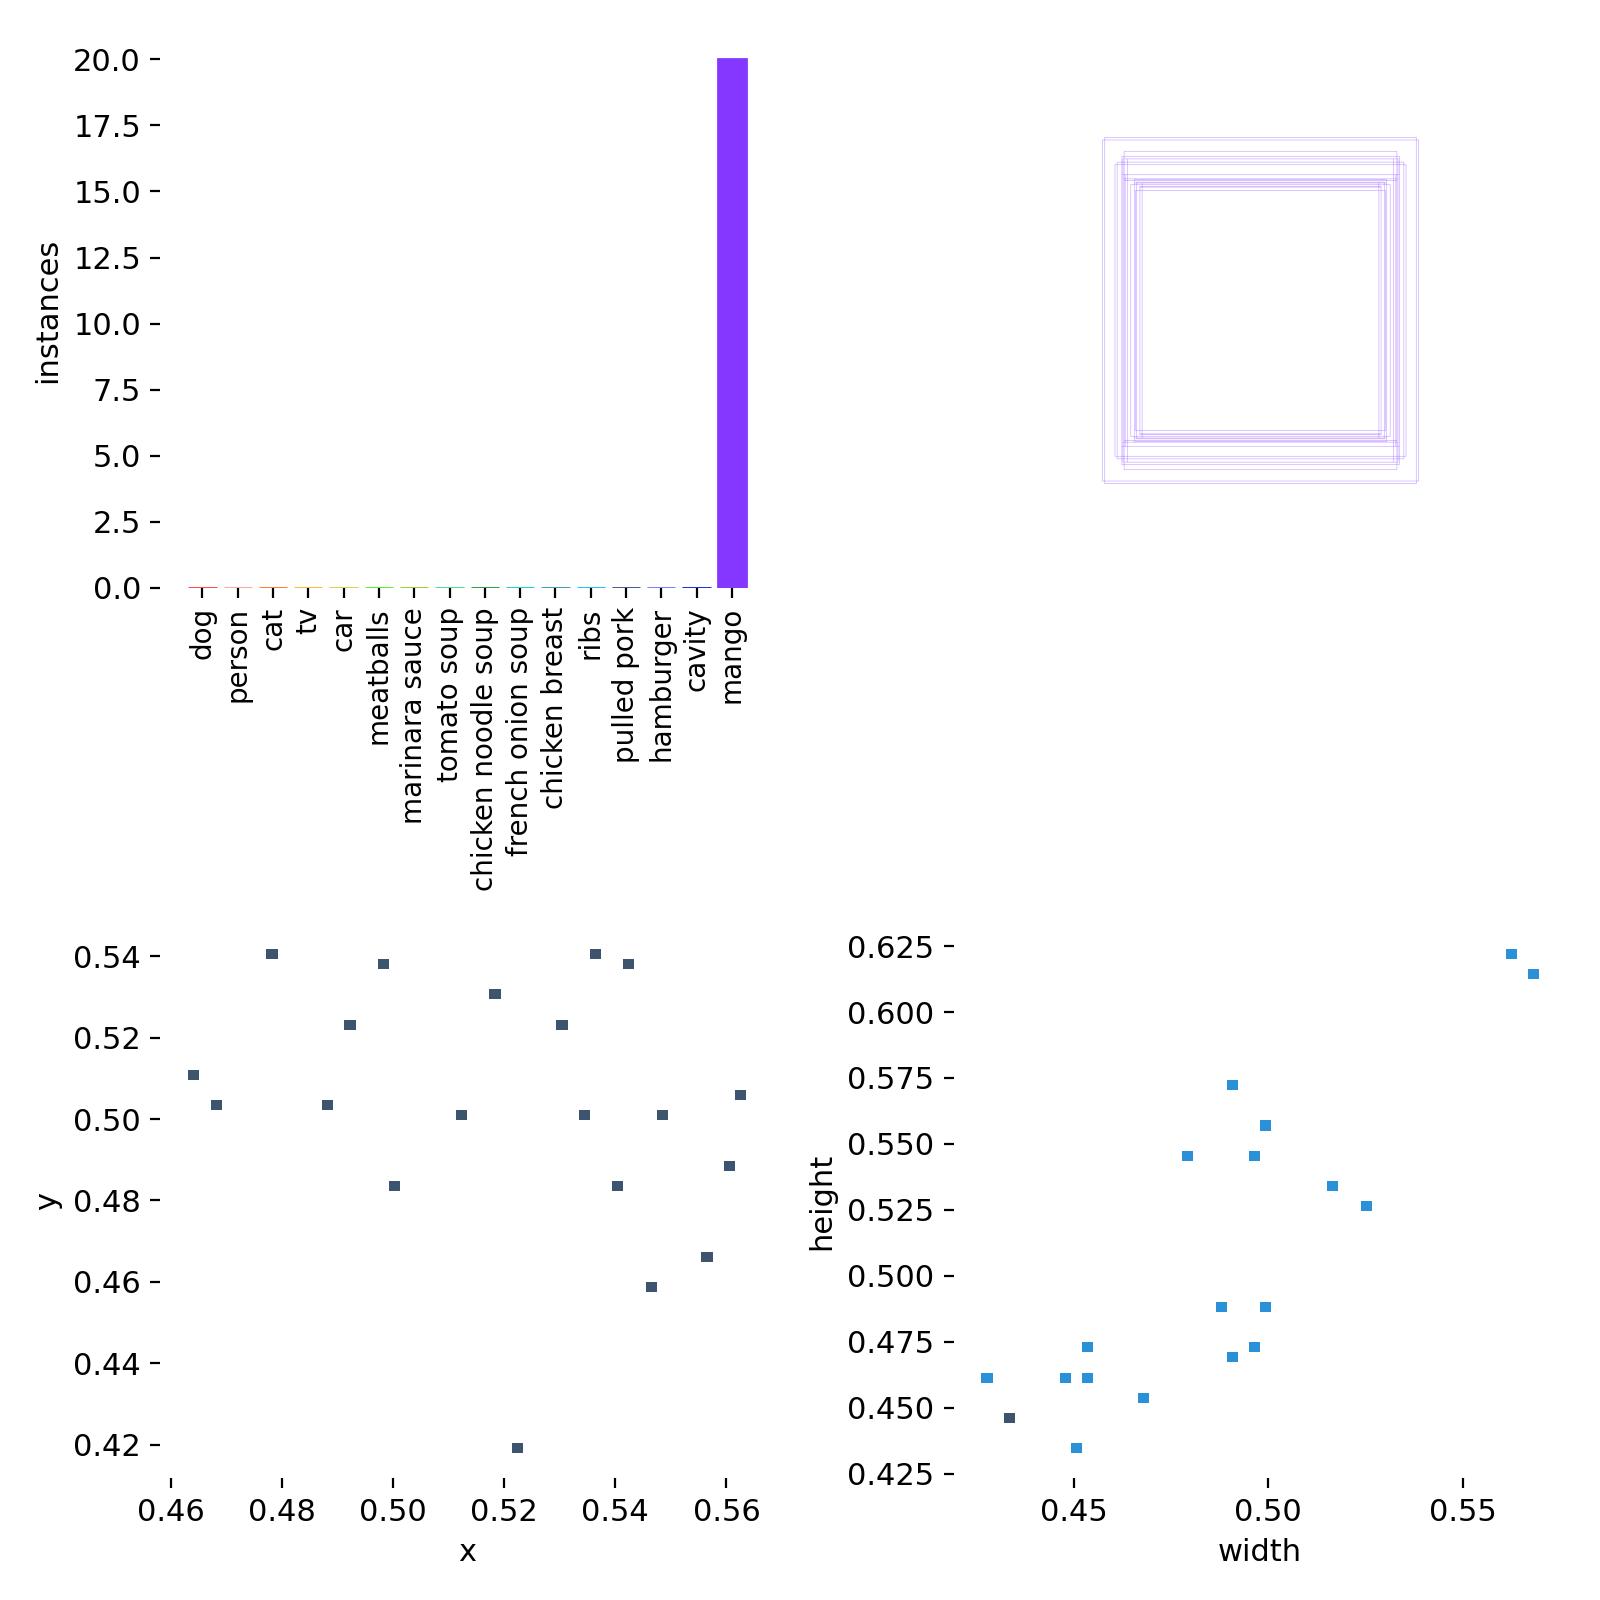 20.0
17.5
15.0
12.5
10.0
7.5
5.0
2.5
0.0
instances
dog
person
cat
tv
car
meatballs
marinara sauce
tomato soup
chicken noodle soup
french onion soup
chicken breast
ribs
pulled pork
hamburger
cavity
mango
0.54
0.52
0.50
0.48
0.46
0.44
0.42
y
0.46 0.48 0.50 0.52 0.54 0.56
x
0.625
0.600
0.575
0.550
0.525
0.500
0.475
0.450
0.425
height
0.45 0.50 0.55
width